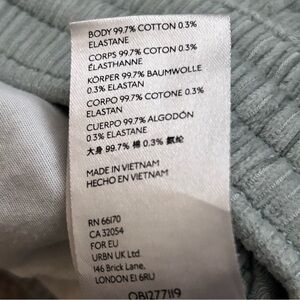 BODY 99.7% COTTON 0.3%
ELASTANE
CORPS 99.7% COTON 0.3%
ÉLASTHANNE
KÖRPER 99.7% BAUMWOLLE
0.3% ELASTAN
CORPO 99.7% COTONE 0.3%
ELASTAN
CUERPO 99.7% ALGODÓN
0.3% ELASTANE
大身 99.7% 棉 0.3% 氨纶
MADE IN VIETNAM
HECHO EN VIETNAM
RN 66170
CA 32054
FOR EU
URBN UK Ltd
146 Brick Lane,
LONDON E1 6RU
OB1277119